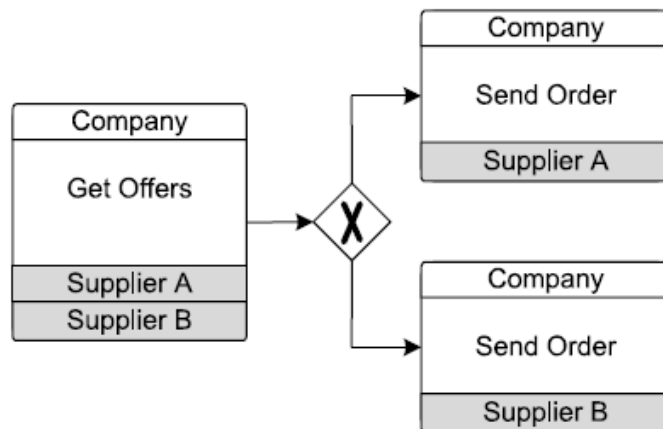 Company
Get Offers
Supplier A
Supplier B
X
Company
Send Order
Supplier A
Company
Send Order
Supplier B